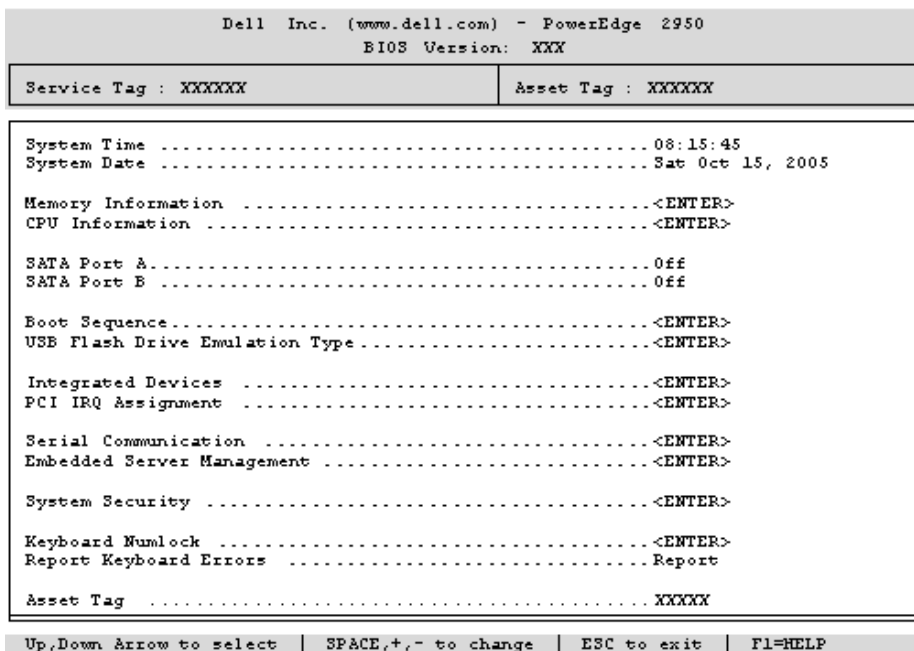 Dell Inc. (www.dell.com) - PowerEdge 2950
BIOS Version: XXX
Service Tag : XXXXXX
Asset Tag : XXXXXX
System Time ..............................................08:15:45
System Date ..............................................Sat Oct 15, 2005
Memory Information ......................................<ENTER>
CPU Information ..........................................<ENTER>
SATA Port A...............................................Off
SATA Port B ..............................................Off
Boot Sequence.............................................<ENTER>
USB Flash Drive Emulation Type............................<ENTER>
Integrated Devices ......................................<ENTER>
PCI IRQ Assignment ......................................<ENTER>
Serial Communication ....................................<ENTER>
Embedded Server Management ...............................<ENTER>
System Security ..........................................<ENTER>
Keyboard Numlock ........................................<ENTER>
Report Keyboard Errors ..................................Report
Asset Tag ...............................................XXXXX
Up,Down Arrow to select | SPACE,+,- to change | ESC to exit | F1=HELP